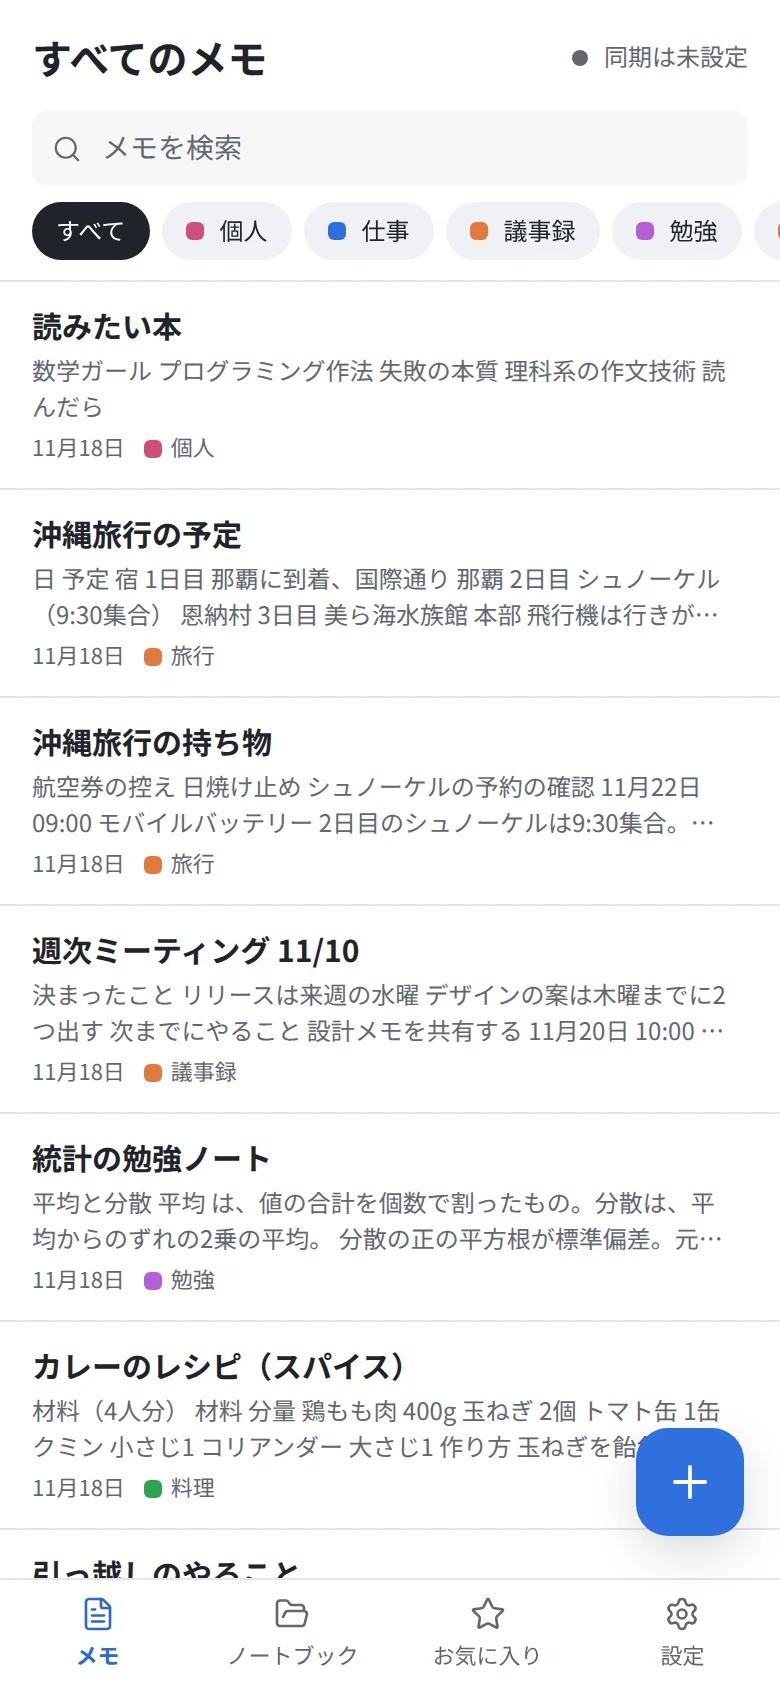 すべてのメモ
同期は未設定
メモを検索
すべて 個人 仕事 議事録 勉強
読みたい本
数学ガール プログラミング作法 失敗の本質 理科系の作文技術 読
んだら
11月18日 個人
沖縄旅行の予定
日 予定 宿 1日目 那覇に到着、国際通り 那覇 2日目 シュノーケル
（9:30集合） 恩納村 3日目 美ら海水族館 本部 飛行機は行きが…
11月18日 旅行
沖縄旅行の持ち物
航空券の控え 日焼け止め シュノーケルの予約の確認 11月22日
09:00 モバイルバッテリー 2日目のシュノーケルは9:30集合。…
11月18日 旅行
週次ミーティング 11/10
決まったこと リリースは来週の水曜 デザインの案は木曜までに2
つ出す 次までにやること 設計メモを共有する 11月20日 10:00 …
11月18日 議事録
統計の勉強ノート
平均と分散 平均 は、値の合計を個数で割ったもの。分散は、平
均からのずれの2乗の平均。 分散の正の平方根が標準偏差。元…
11月18日 勉強
カレーのレシピ（スパイス）
材料（4人分） 材料 分量 鶏もも肉 400g 玉ねぎ 2個 トマト缶 1缶
クミン 小さじ1 コリアンダー 大さじ1 作り方 玉ねぎを飴
11月18日 料理
引っ越しのやること
メモ ノートブック お気に入り 設定